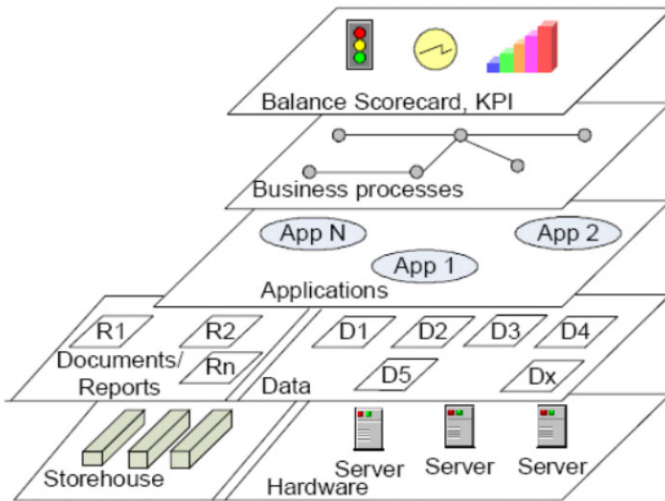 Balance Scorecard, KPI
Business processes
App N
App 2
App 1
Applications
R1
R2
D1
D2
D3
D4
Documents/
Reports
Rn
Data
D5
Dx
Storehouse
Server
Server
Server
Hardware